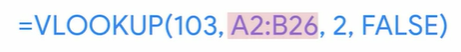 =VLOOKUP(103, A2:B26, 2, FALSE)